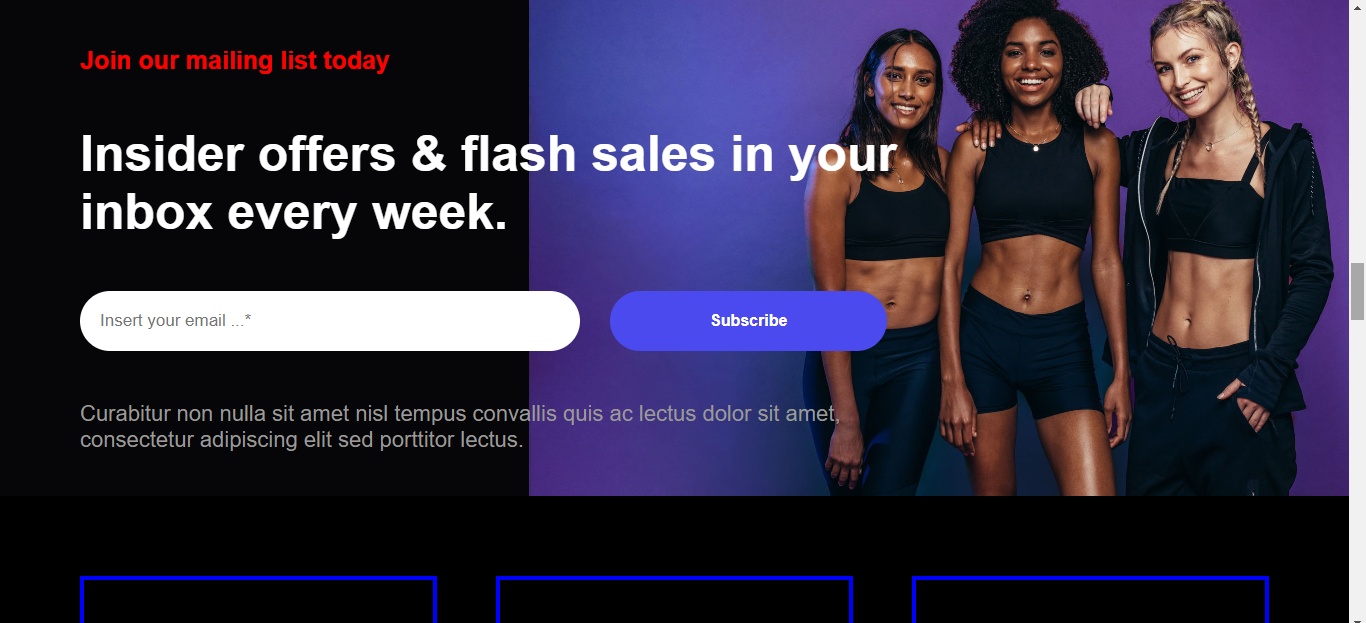 Join our mailing list today
Insider offers & flash sales in your
inbox every week.
Insert your email ...*
Subscribe
Curabitur non nulla sit amet nisl tempus convallis quis ac lectus dolor sit amet,
consectetur adipiscing elit sed porttitor lectus.